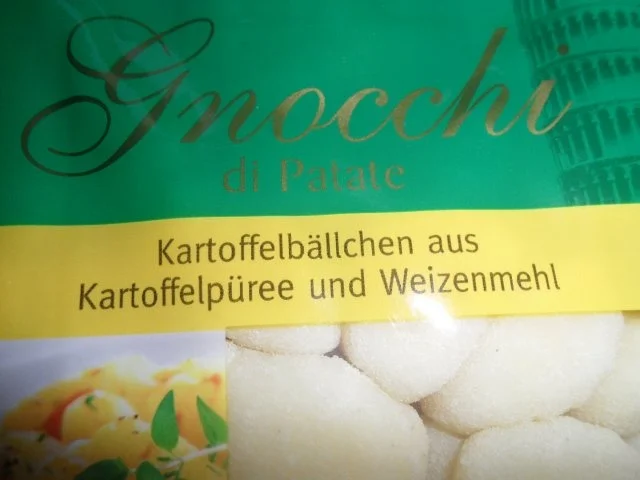 Gnocchi
di Patate
Kartoffelbällchen aus
Kartoffelpüree und Weizenmehl